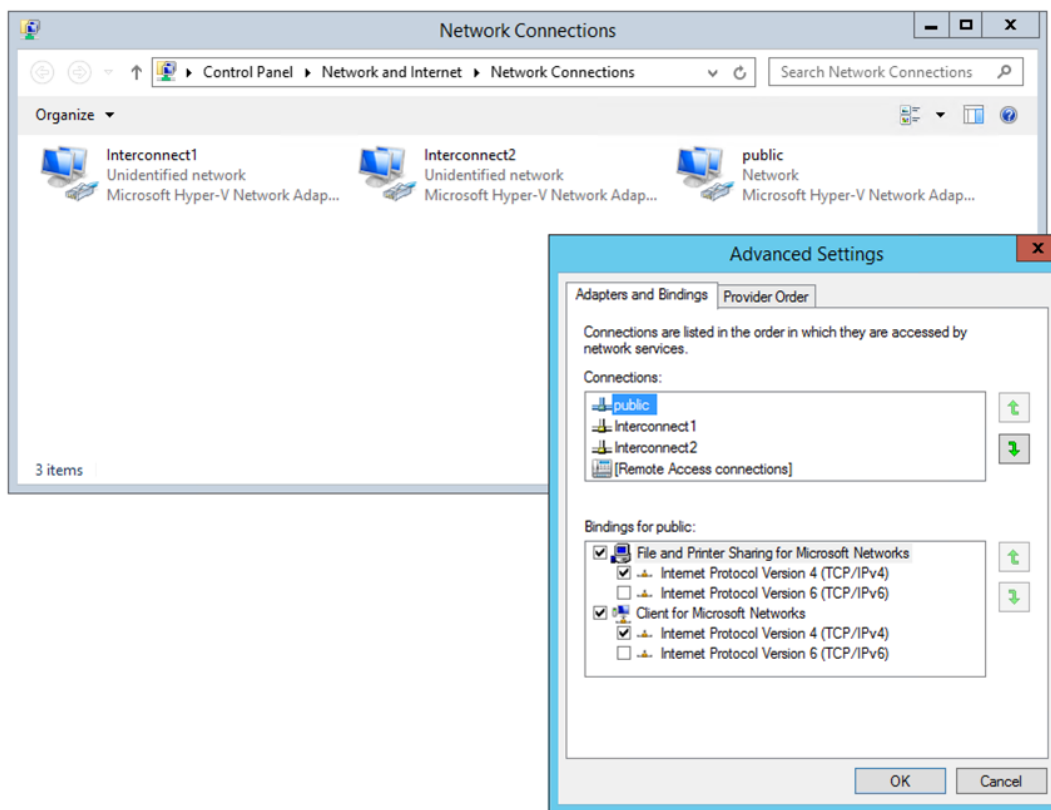 Network Connections
Control Panel Network and Internet Network Connections
Search Network Connections
Organize
Interconnect1
Unidentified network
Microsoft Hyper-V Network Adap...
Interconnect2
Unidentified network
Microsoft Hyper-V Network Adap...
public
Network
Microsoft Hyper-V Network Adap...
3 items
Advanced Settings
Adapters and Bindings
Provider Order
Connections are listed in the order in which they are accessed by
network services.
Connections:
public
Interconnect1
Interconnect2
[Remote Access connections]
Bindings for public:
File and Printer Sharing for Microsoft Networks
Internet Protocol Version 4 (TCP/IPv4)
Internet Protocol Version 6 (TCP/IPv6)
Client for Microsoft Networks
Internet Protocol Version 4 (TCP/IPv4)
Internet Protocol Version 6 (TCP/IPv6)
OK
Cancel